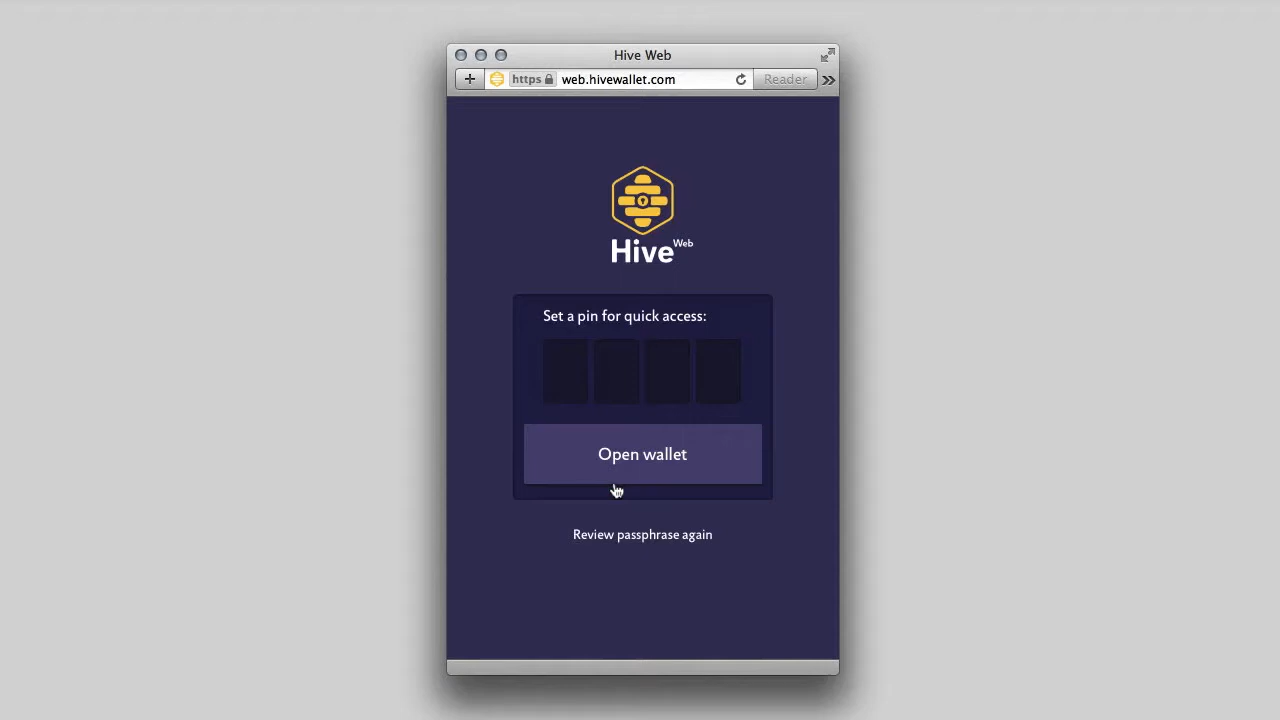 Hive Web
https web.hivewallet.com Reader
Hive Web
Set a pin for quick access:
Open wallet
Review passphrase again